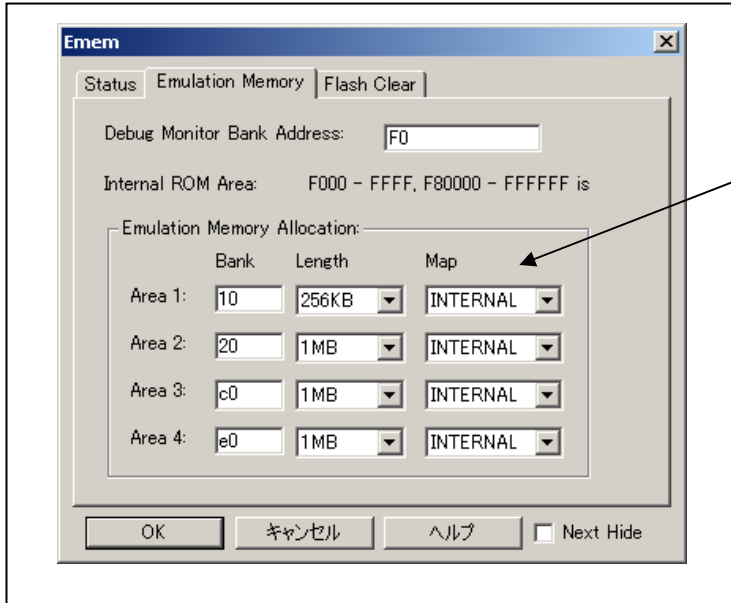 Emem
Status Emulation Memory Flash Clear
Debug Monitor Bank Address: F0
Internal ROM Area: F000 - FFFF, F80000 - FFFFFF is
Emulation Memory Allocation:
Bank Length Map
Area 1: 10 256KB INTERNAL
Area 2: 20 1MB INTERNAL
Area 3: c0 1MB INTERNAL
Area 4: e0 1MB INTERNAL
OK キャンセル ヘルプ Next Hide